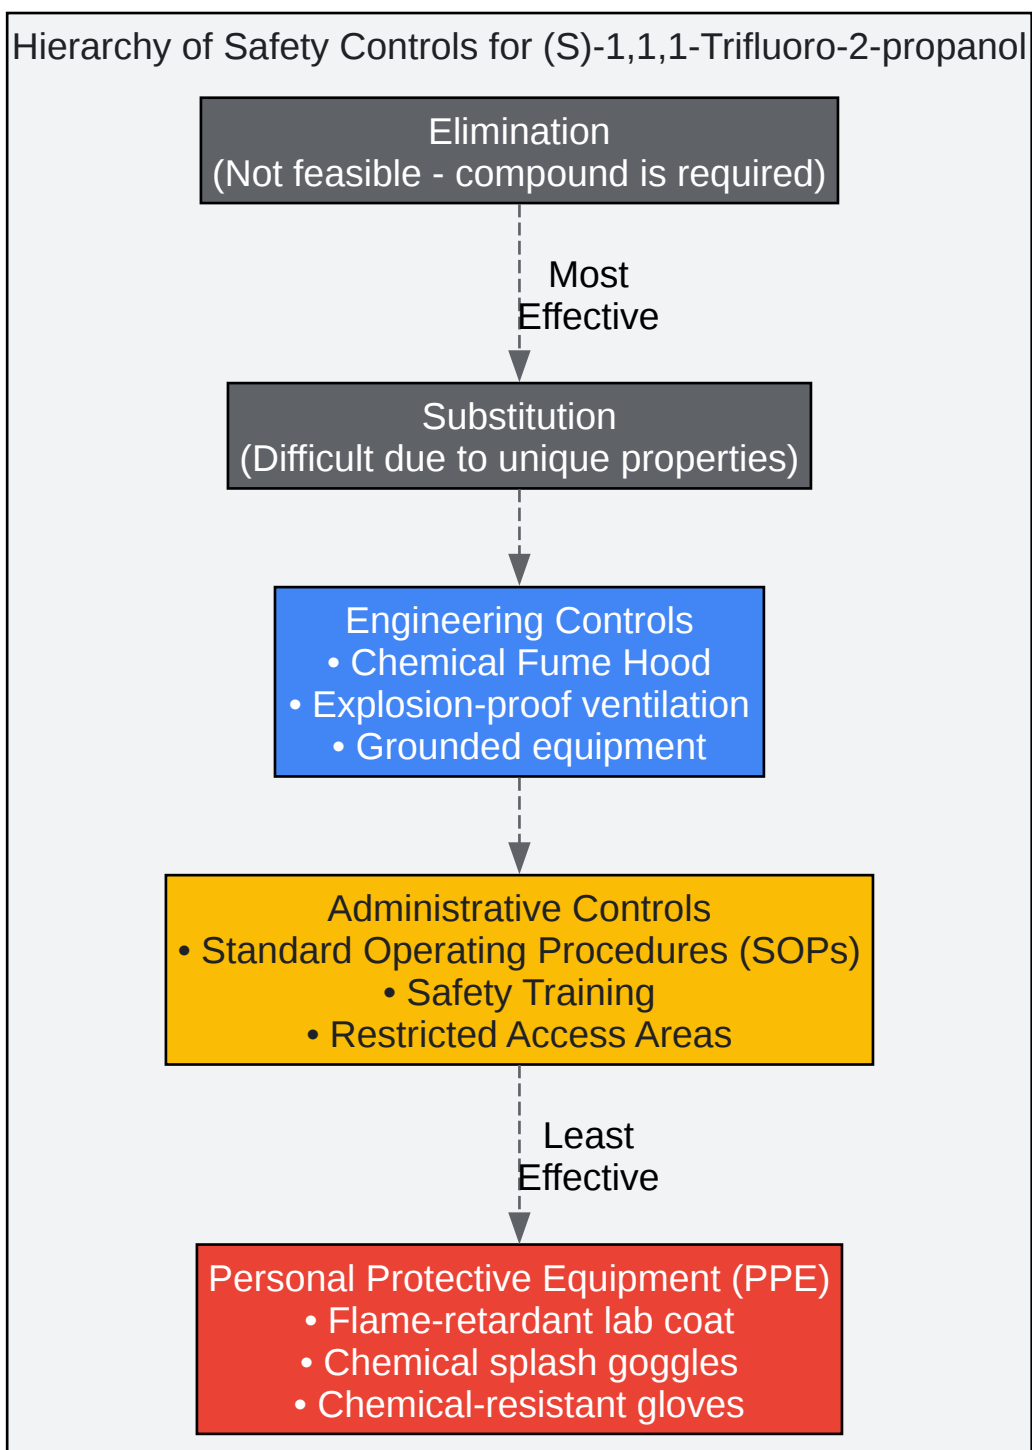 Hierarchy of Safety Controls for (S)-1,1,1-Trifluoro-2-propanol
Elimination
(Not feasible - compound is required)
Most
Effective
Substitution
(Difficult due to unique properties)
Engineering Controls
• Chemical Fume Hood
• Explosion-proof ventilation
• Grounded equipment
Administrative Controls
• Standard Operating Procedures (SOPs)
• Safety Training
• Restricted Access Areas
Least
Effective
Personal Protective Equipment (PPE)
• Flame-retardant lab coat
• Chemical splash goggles
• Chemical-resistant gloves